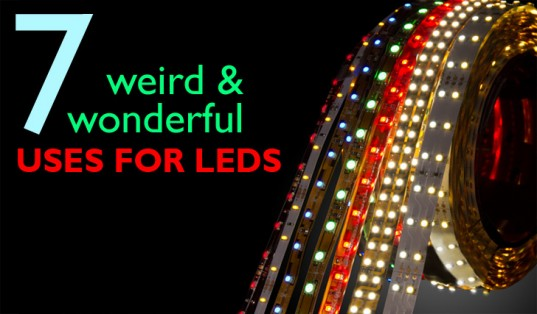 7
weird &
wonderful
USES FOR LEDS